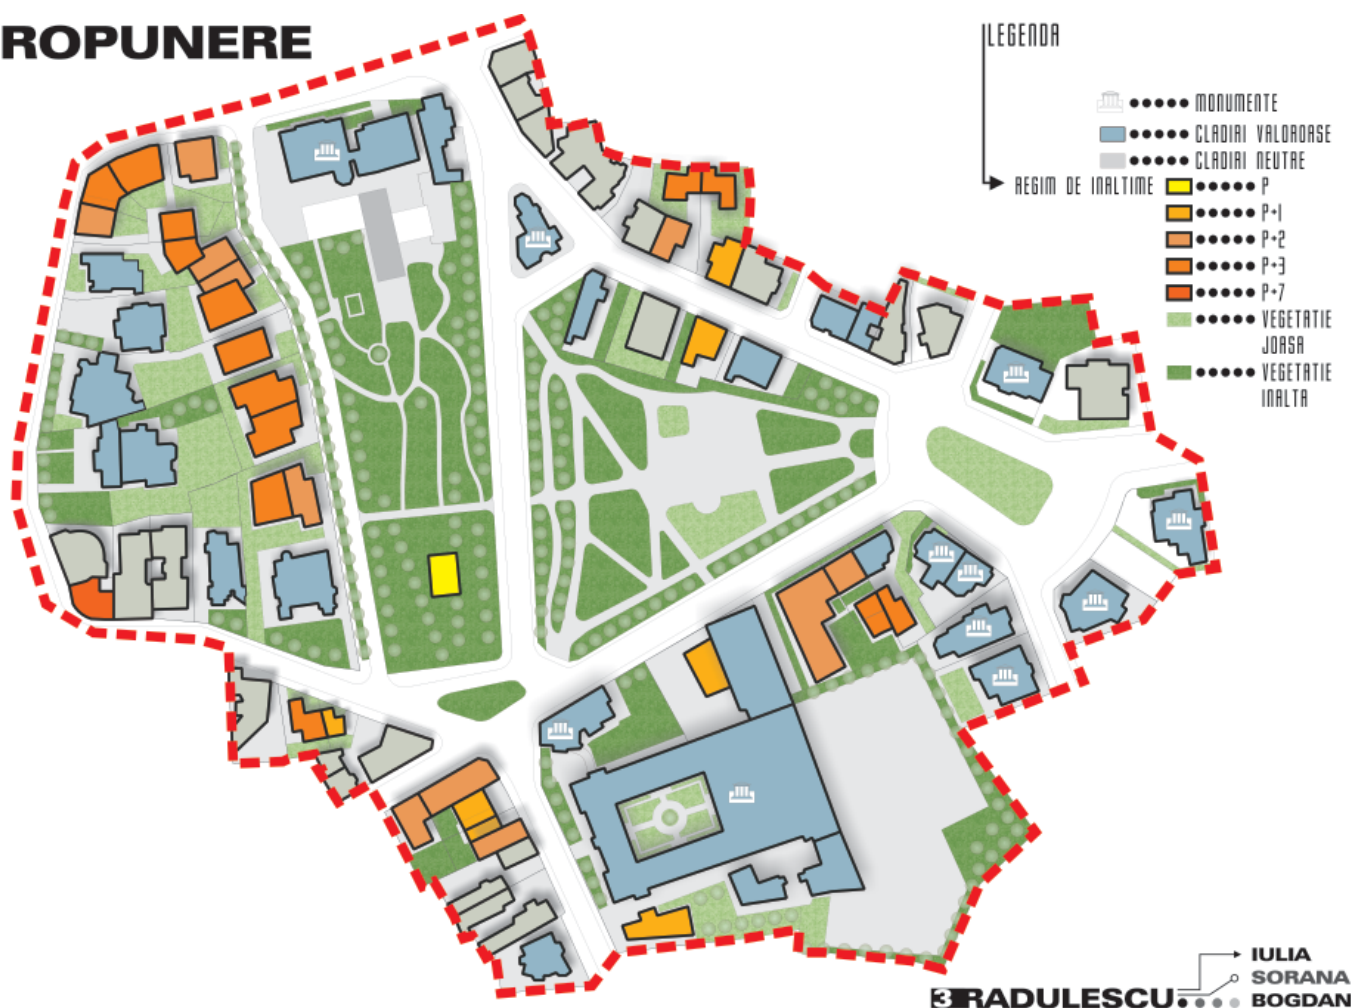 ROPUNERE
LEGENDA
MONUMENTE
CLADIRI VALOROASE
CLADIRI NEUTRE
REGIM DE INALTIME
P
P+1
P+2
P+3
P+7
VEGETATIE
JOASA
VEGETATIE
INALTA
IULIA
SORANA
3 RADULESCU
BOGDAN